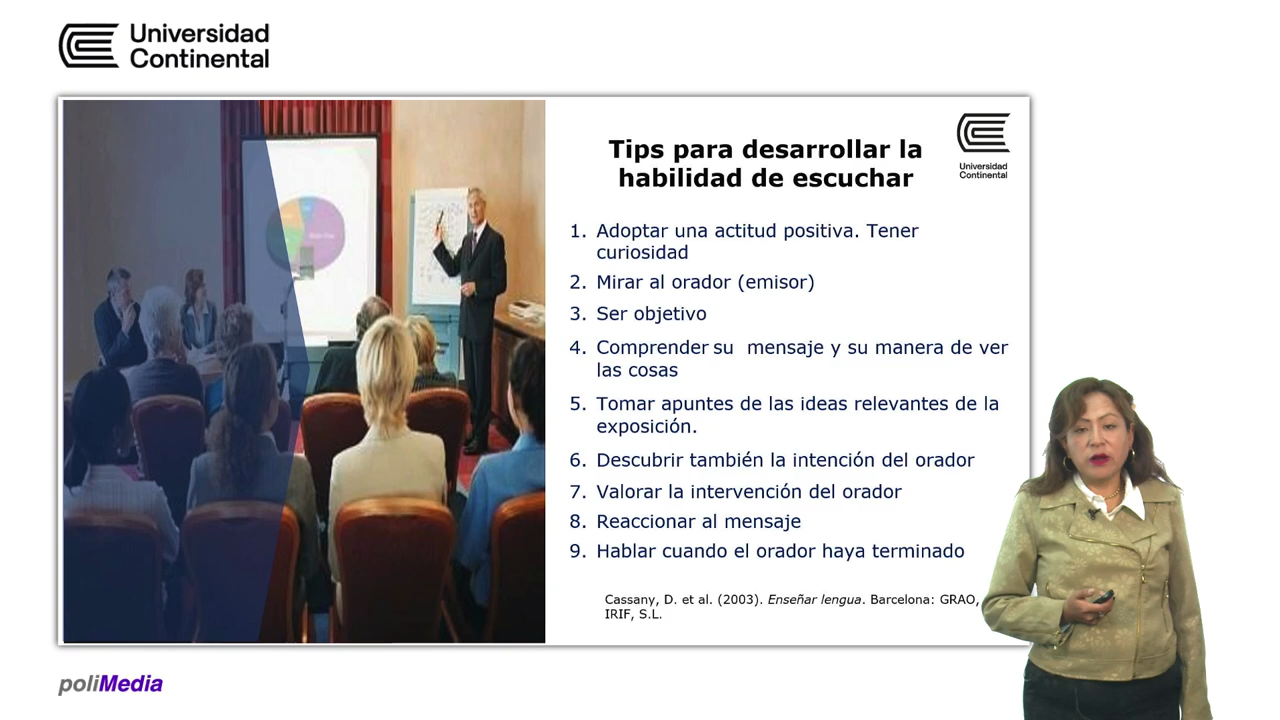 Universidad
Continental
Tips para desarrollar la
habilidad de escuchar
Universidad
Continental
1. Adoptar una actitud positiva. Tener
curiosidad
2. Mirar al orador (emisor)
3. Ser objetivo
4. Comprender su mensaje y su manera de ver
las cosas
5. Tomar apuntes de las ideas relevantes de la
exposición.
6. Descubrir también la intención del orador
7. Valorar la intervención del orador
8. Reaccionar al mensaje
9. Hablar cuando el orador haya terminado
Cassany, D. et al. (2003). Enseñar lengua. Barcelona: GRAO,
IRIF, S.L.
poliMedia